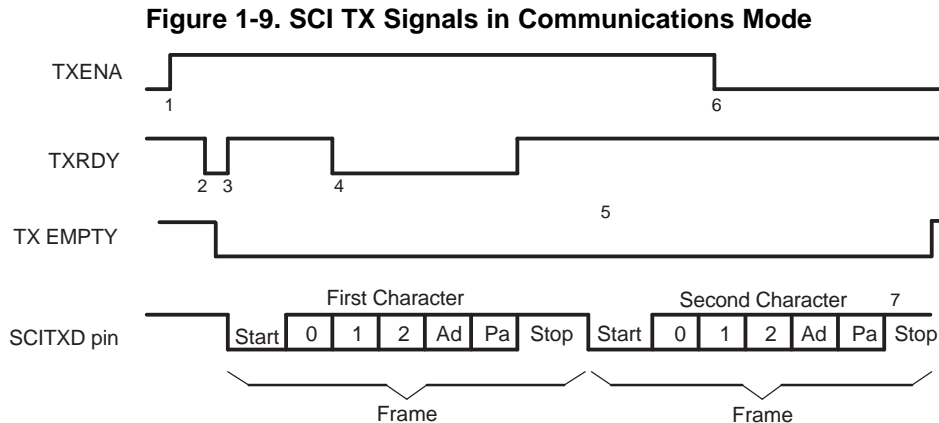 Figure 1-9. SCI TX Signals in Communications Mode
TXENA
1
6
TXRDY
2 3
4
5
TX EMPTY
First Character
Second Character
7
SCITXD pin
Start 0 1 2 Ad Pa Stop Start 0 1 2 Ad Pa Stop
Frame
Frame